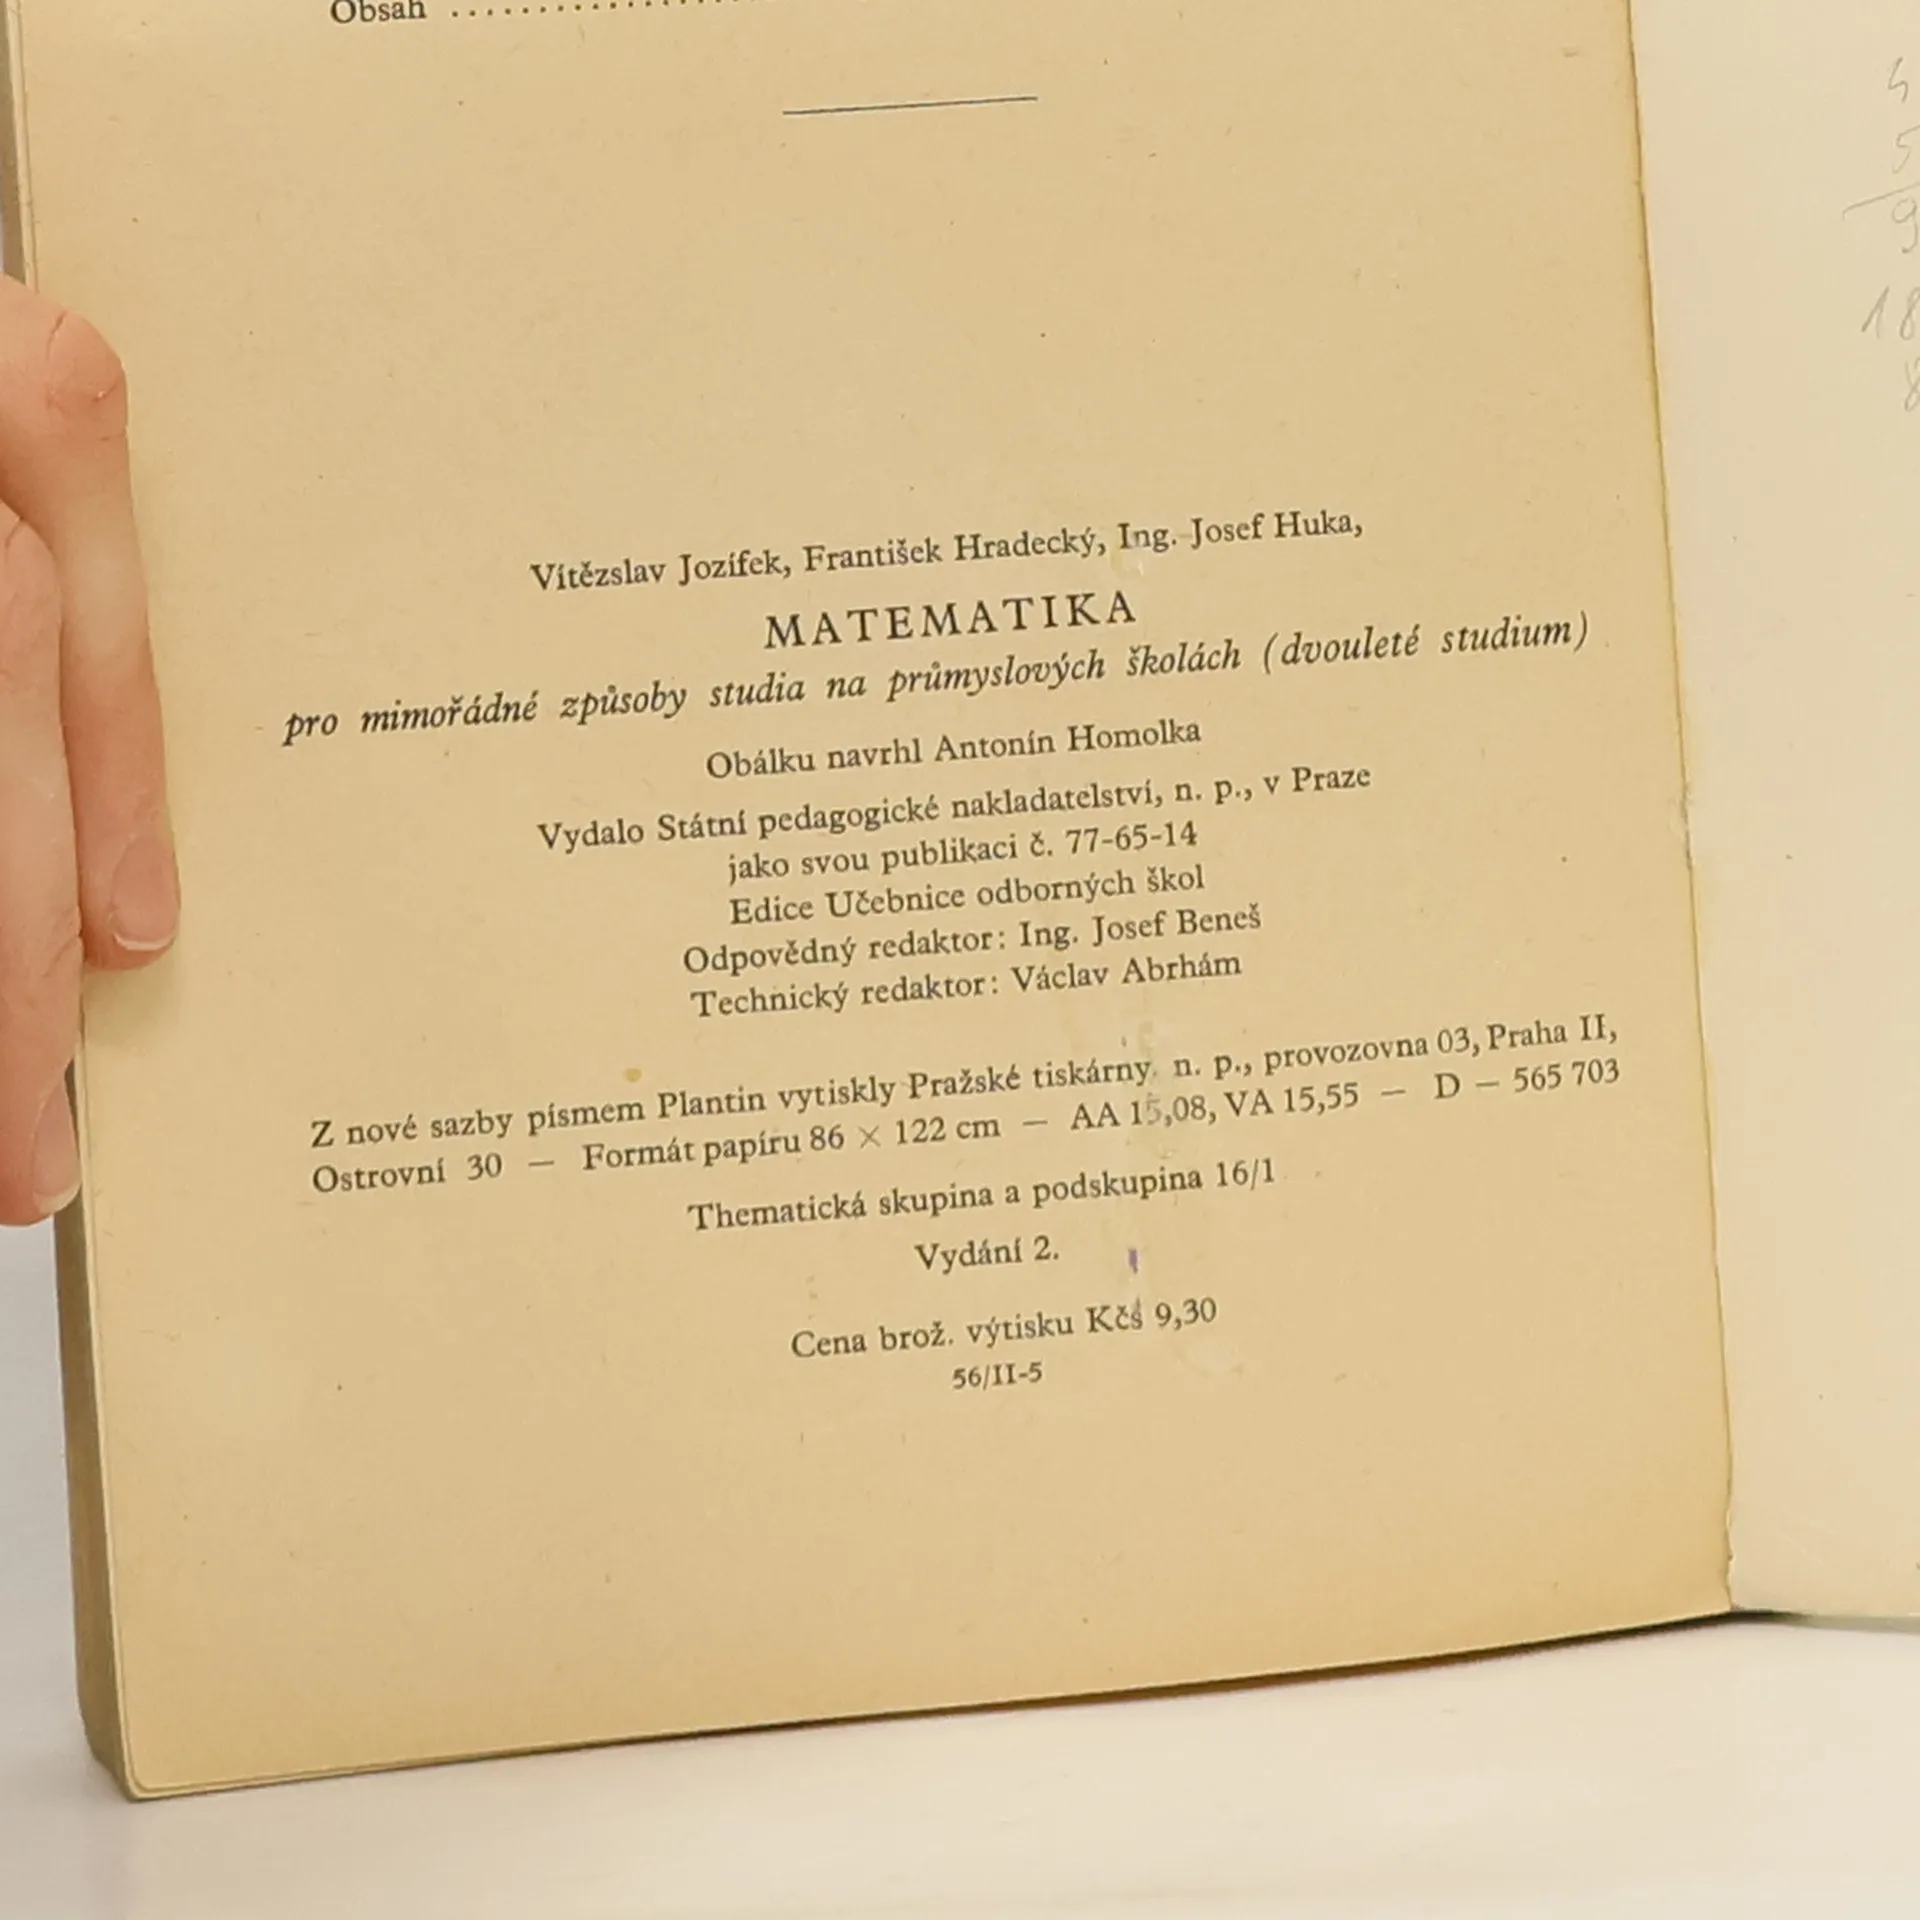 Obsah ....................
Vítězslav Jozífek, František Hradecký, Ing. Josef Huka,
MATEMATIKA
pro mimořádné způsoby studia na průmyslových školách (dvouleté studium)
Obálku navrhl Antonín Homolka
Vydalo Státní pedagogické nakladatelství, n. p., v Praze
jako svou publikaci č. 77-65-14
Edice Učebnice odborných škol
Odpovědný redaktor: Ing. Josef Beneš
Technický redaktor: Václav Abrhám
Z nové sazby písmem Plantin vytiskly Pražské tiskárny, n. p., provozovna 03, Praha II,
Ostrovní 30 — Formát papíru 86 × 122 cm — AA 15,08, VA 15,55 — D — 565 703
Thematická skupina a podskupina 16/1
Vydání 2.
Cena brož. výtisku Kčs 9,30
56/II-5
5
9
18
8